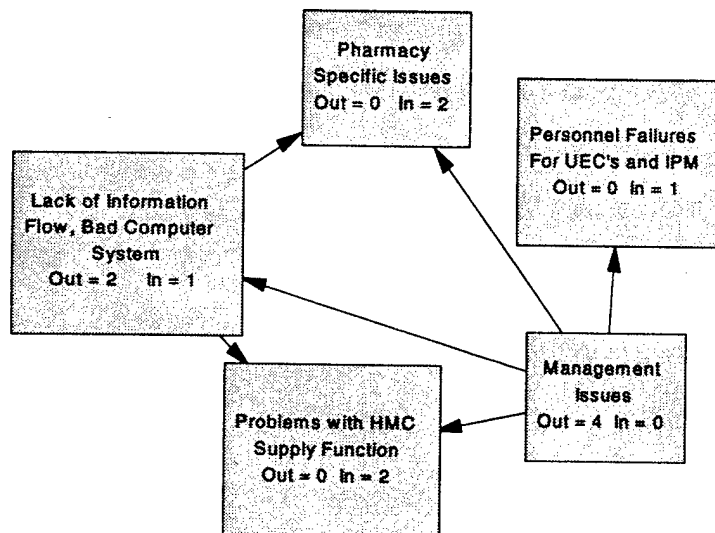 Pharmacy
Specific Issues
Out = 0 In = 2
Personnel Failures
For UEC's and IPM
Out = 0 In = 1
Lack of Information
Flow, Bad Computer
System
Out = 2 In = 1
Management
Issues
Out = 4 In = 0
Problems with HMC
Supply Function
Out = 0 In = 2